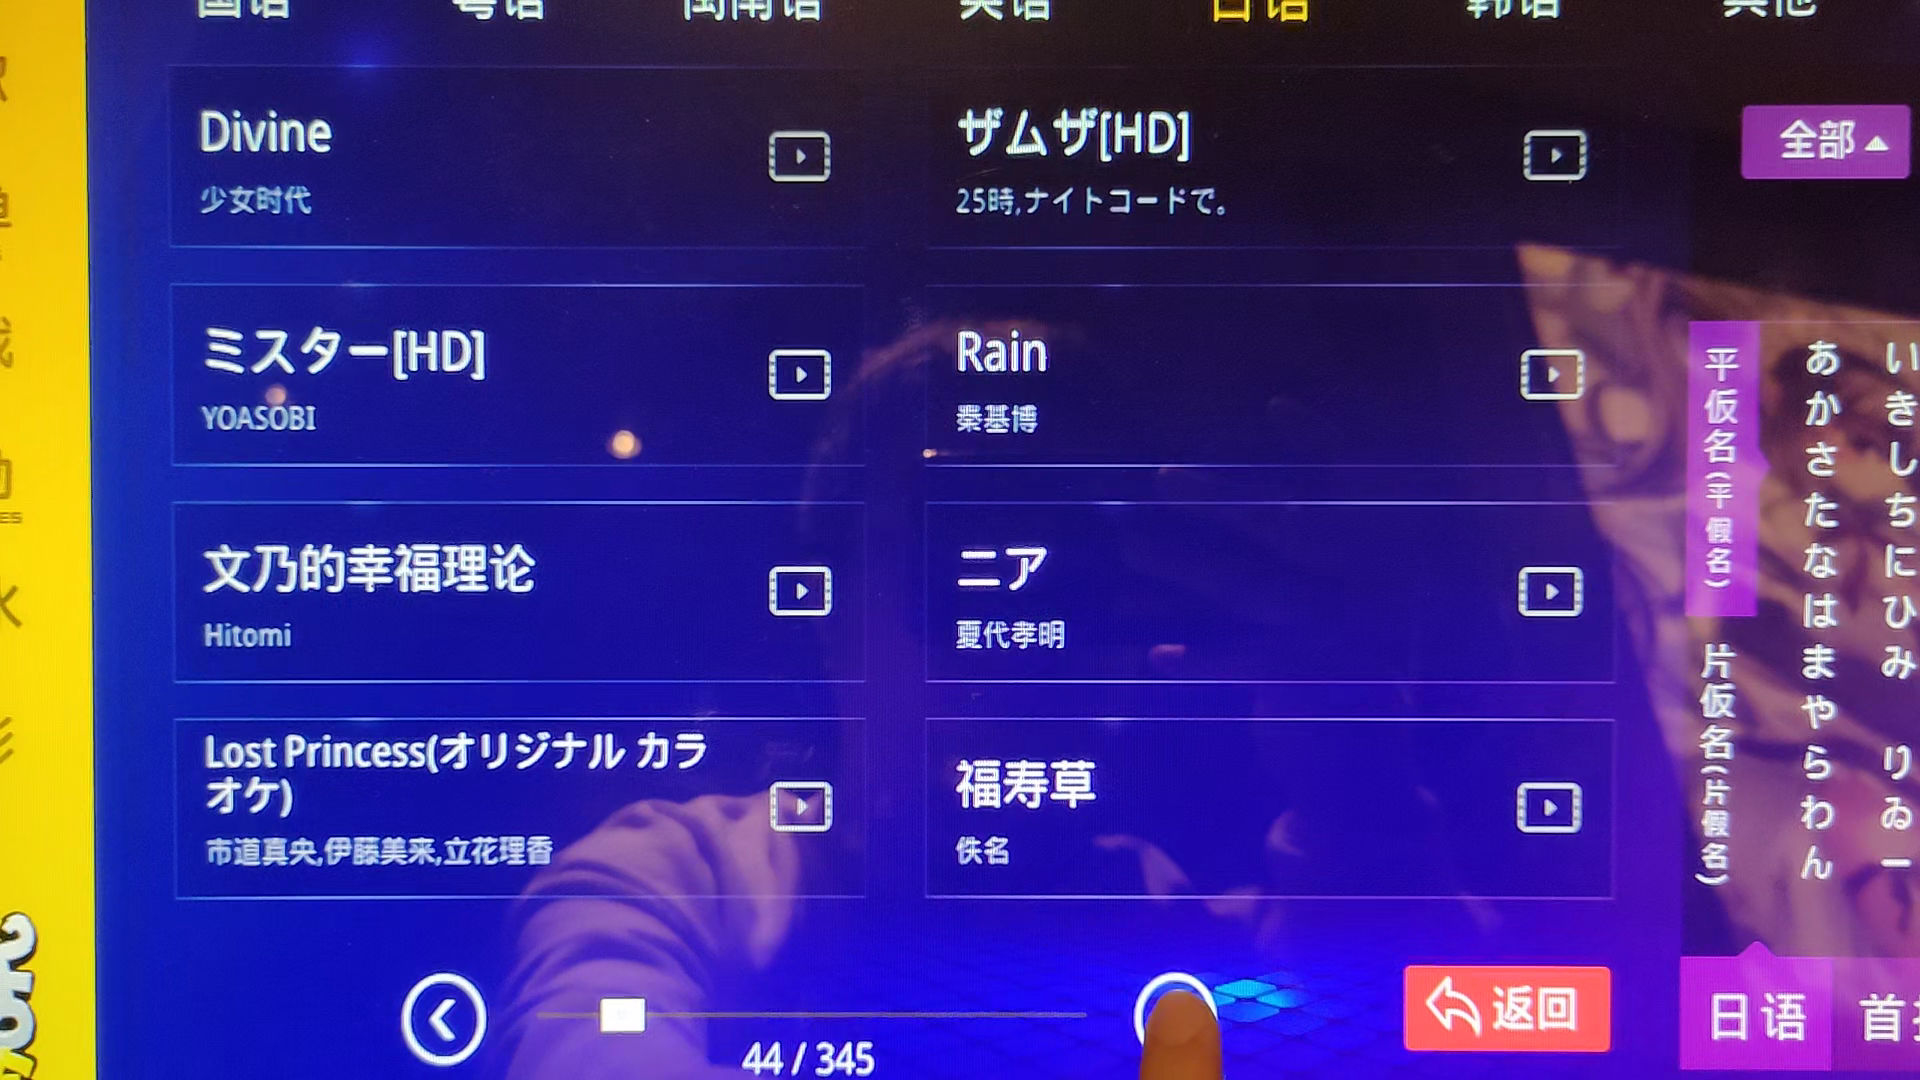 国语 粤语 闽南语 英语 日语 韩语 其他
Divine
少女时代
ザムザ[HD]
25時,ナイトコードで。
全部
ミスター[HD]
YOASOBI
Rain
秦基博
文乃的幸福理论
Hitomi
ニア
夏代孝明
Lost Princess(オリジナル カラ
オケ)
市道真央,伊藤美来,立花理香
福寿草
佚名
平仮名(平假名)
片仮名(片假名)
あかさたなはまやらわん
いきしちにひみ りゐー
44 / 345
返回
日语
首